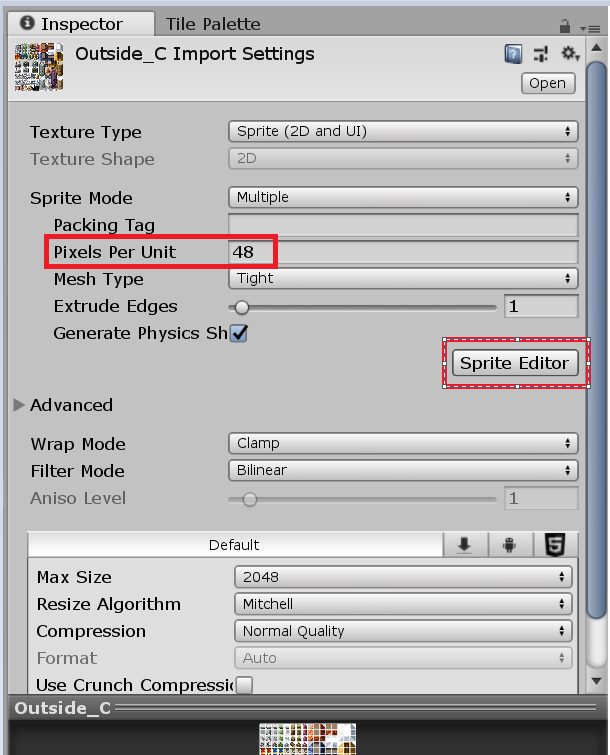 Inspector
Tile Palette
Outside_C Import Settings
Open
Texture Type Sprite (2D and UI)
Texture Shape 2D
Sprite Mode Multiple
Packing Tag
Pixels Per Unit 48
Mesh Type Tight
Extrude Edges 1
Generate Physics Sh
Sprite Editor
Advanced
Wrap Mode Clamp
Filter Mode Bilinear
Aniso Level 1
Default
Max Size 2048
Resize Algorithm Mitchell
Compression Normal Quality
Format Auto
Use Crunch Compressi
Outside_C